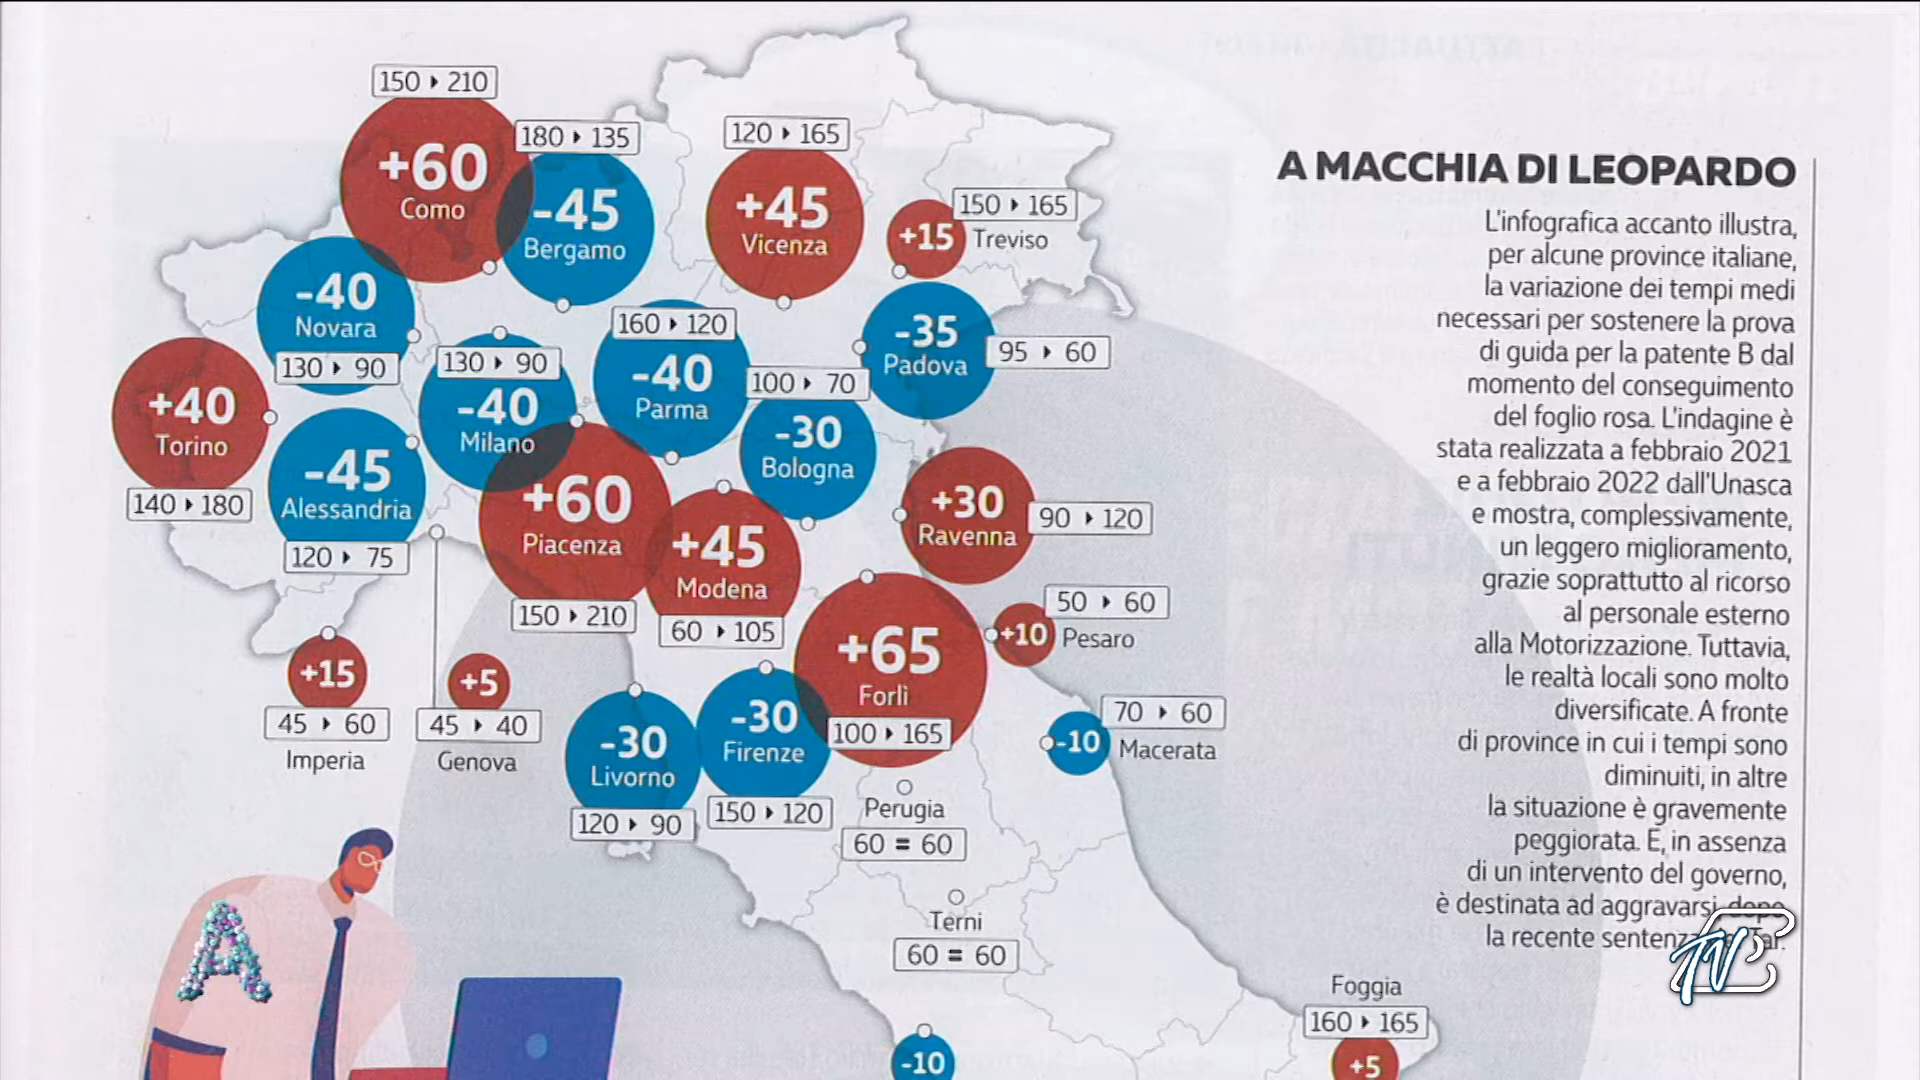 150 ▸ 210
+60
Como
180 ▸ 135
-45
Bergamo
120 ▸ 165
+45
Vicenza
150 ▸ 165
+15
Treviso
-40
Novara
130 ▸ 90
130 ▸ 90
-40
Milano
160 ▸ 120
-40
Parma
100 ▸ 70
-30
Bologna
-35
Padova
95 ▸ 60
+40
Torino
140 ▸ 180
-45
Alessandria
120 ▸ 75
+60
Piacenza
150 ▸ 210
+45
Modena
60 ▸ 105
+30
Ravenna
90 ▸ 120
+65
Forlì
100 ▸ 165
50 ▸ 60
+10
Pesaro
+15
45 ▸ 60
Imperia
+5
45 ▸ 40
Genova
-30
Livorno
120 ▸ 90
-30
Firenze
150 ▸ 120
70 ▸ 60
-10
Macerata
Perugia
60 = 60
Terni
60 = 60
-10
Foggia
160 ▸ 165
+5
A MACCHIA DI LEOPARDO
L'infografica accanto illustra,
per alcune province italiane,
la variazione dei tempi medi
necessari per sostenere la prova
di guida per la patente B dal
momento del conseguimento
del foglio rosa. L'indagine è
stata realizzata a febbraio 2021
e a febbraio 2022 dall'Unasca
e mostra, complessivamente,
un leggero miglioramento,
grazie soprattutto al ricorso
al personale esterno
alla Motorizzazione. Tuttavia,
le realtà locali sono molto
diversificate. A fronte
di province in cui i tempi sono
diminuiti, in altre
la situazione è gravemente
peggiorata. E, in assenza
di un intervento del governo,
è destinata ad aggravarsi dopo
la recente sentenza Tar.
A